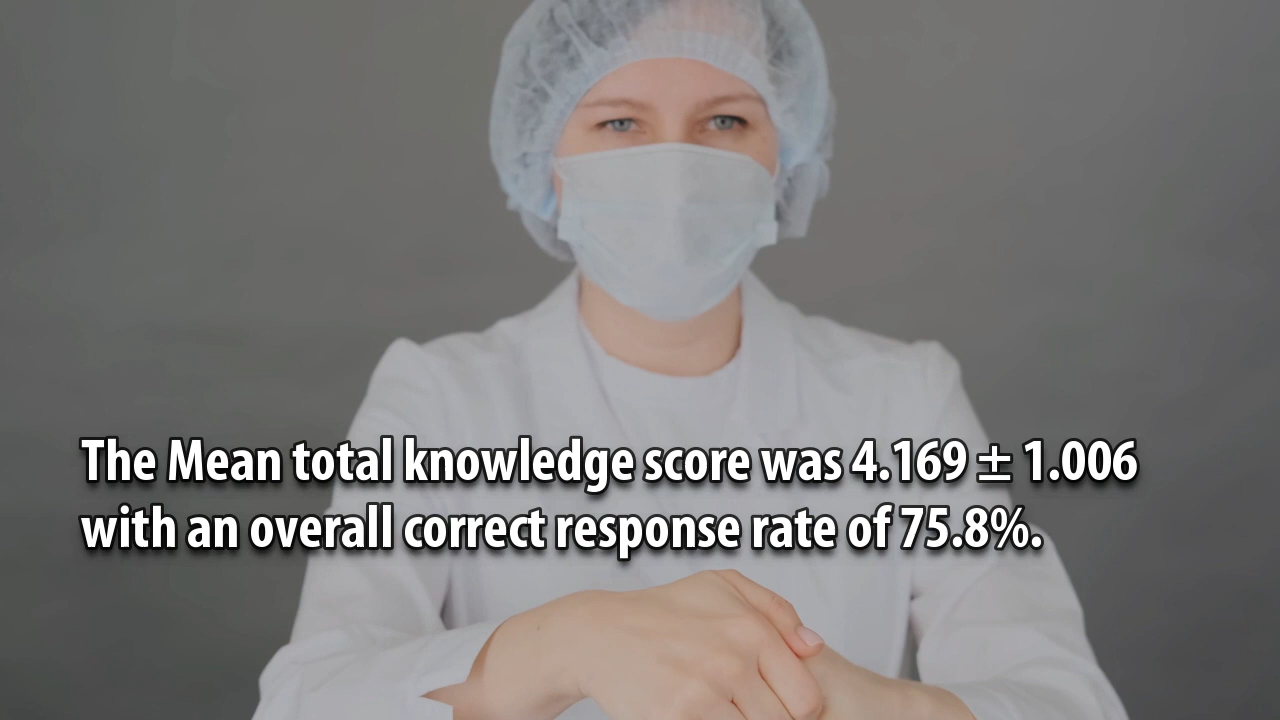 The Mean total knowledge score was 4.169 ± 1.006
with an overall correct response rate of 75.8%.